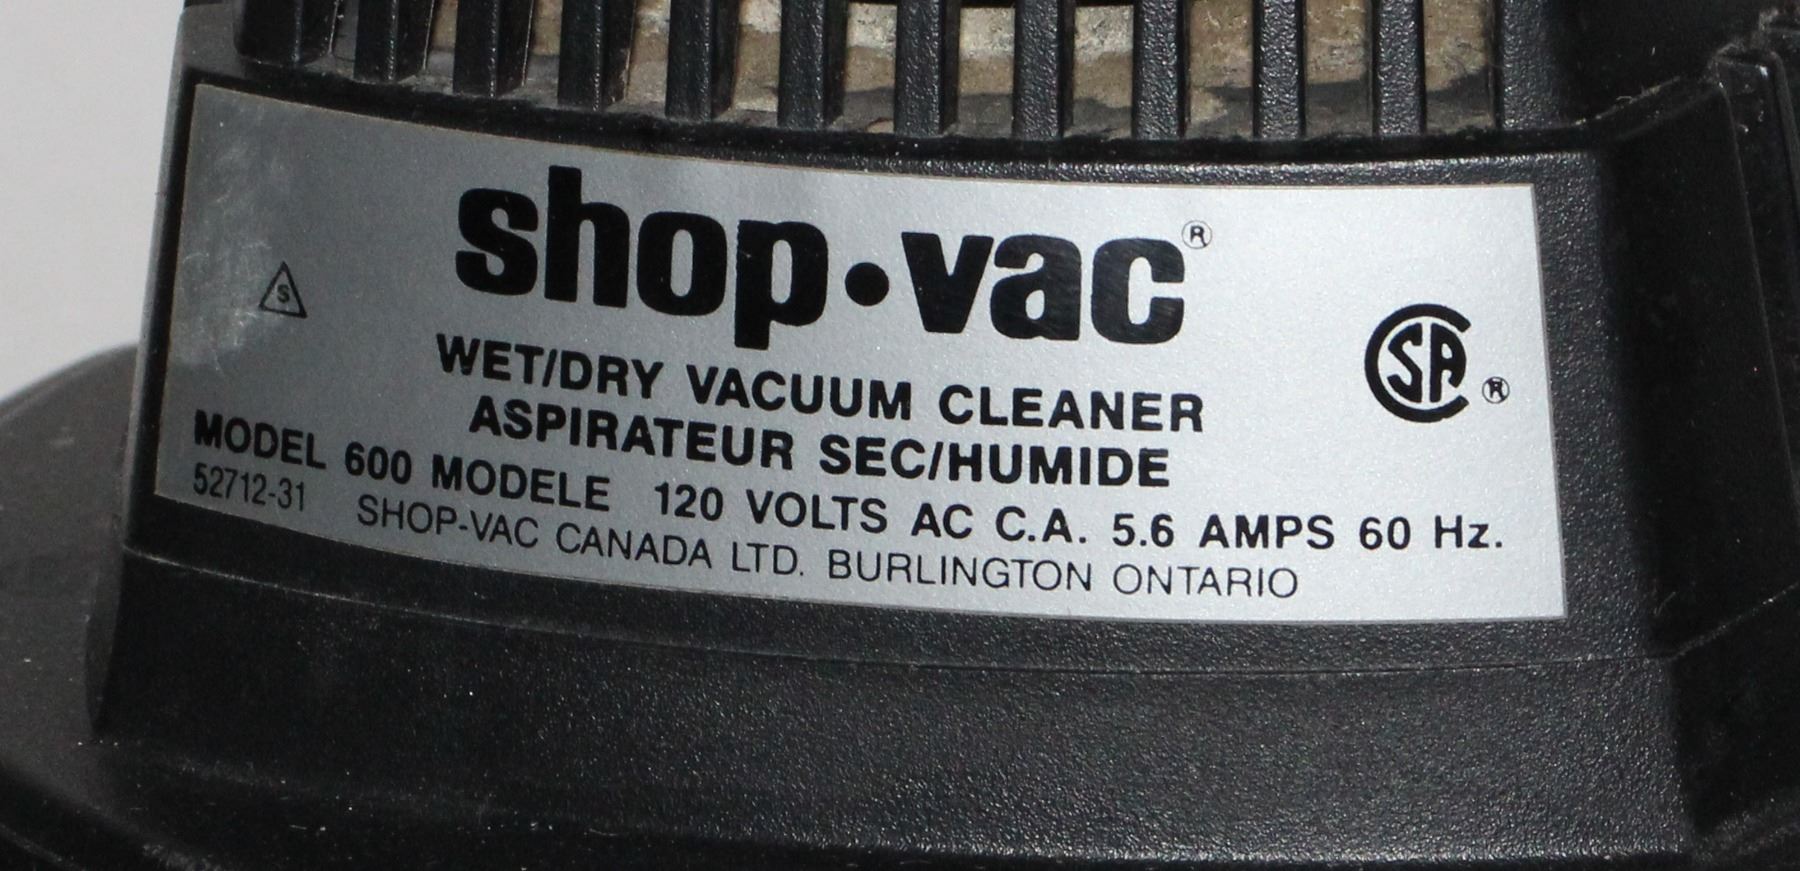 shop•vac®
S
SA ®
WET/DRY VACUUM CLEANER
ASPIRATEUR SEC/HUMIDE
MODEL 600 MODELE 120 VOLTS AC C.A. 5.6 AMPS 60 Hz.
52712-31 SHOP-VAC CANADA LTD. BURLINGTON ONTARIO